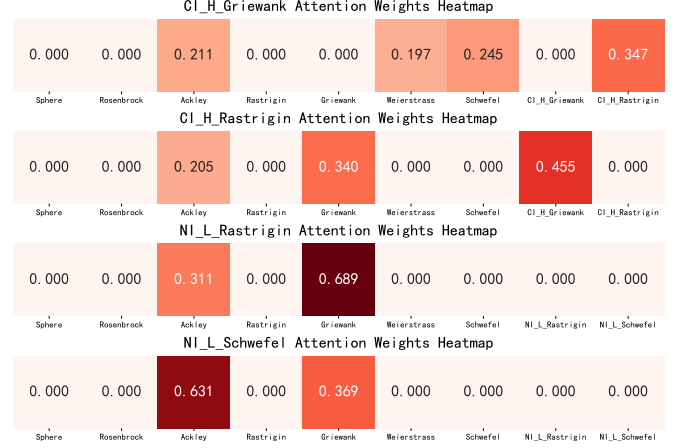 CI_H_Griewank Attention Weights Heatmap
0.000 0.000 0.211 0.000 0.000 0.197 0.245 0.000 0.347
Sphere Rosenbrock Ackley Rastrigin Griewank Weierstrass Schwefel CI_H_Griewank CI_H_Rastrigin
CI_H_Rastrigin Attention Weights Heatmap
0.000 0.000 0.205 0.000 0.340 0.000 0.000 0.455 0.000
Sphere Rosenbrock Ackley Rastrigin Griewank Weierstrass Schwefel CI_H_Griewank CI_H_Rastrigin
NI_L_Rastrigin Attention Weights Heatmap
0.000 0.000 0.311 0.000 0.689 0.000 0.000 0.000 0.000
Sphere Rosenbrock Ackley Rastrigin Griewank Weierstrass Schwefel NI_L_Rastrigin NI_L_Schwefel
NI_L_Schwefel Attention Weights Heatmap
0.000 0.000 0.631 0.000 0.369 0.000 0.000 0.000 0.000
Sphere Rosenbrock Ackley Rastrigin Griewank Weierstrass Schwefel NI_L_Rastrigin NI_L_Schwefel